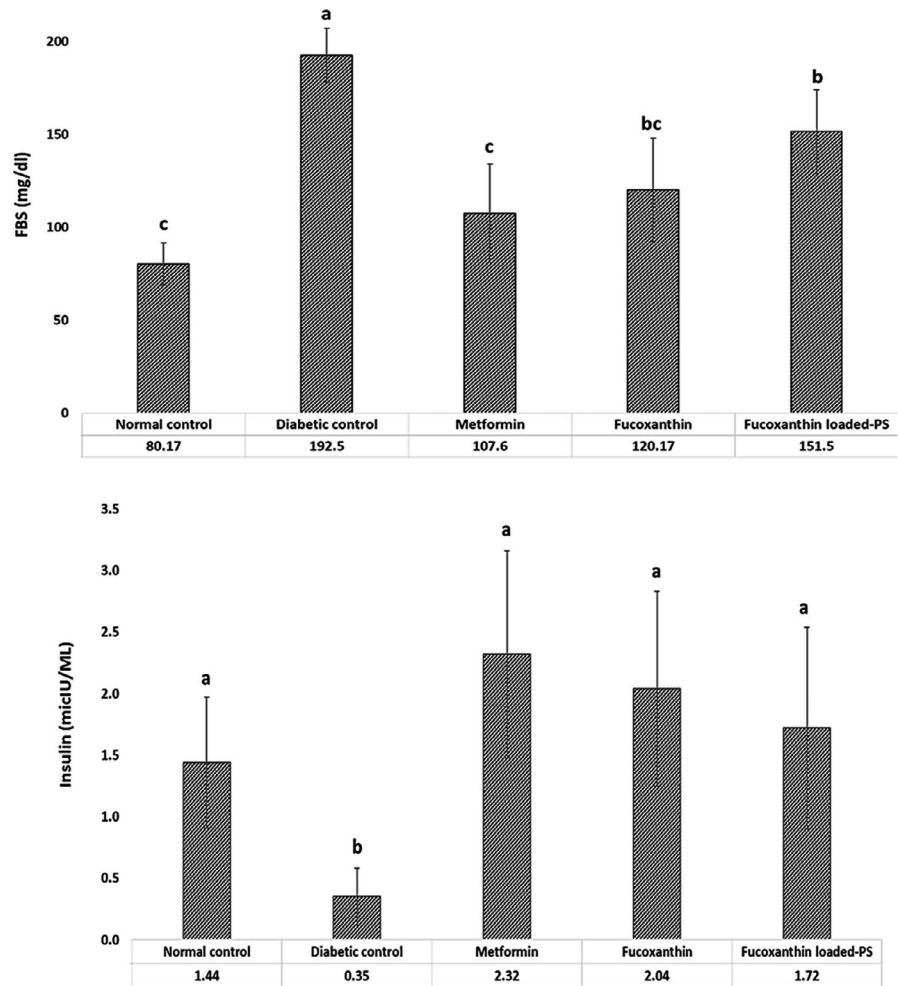 a
200
b
150
bc
c
FBS (mg/dl)
100
c
50
0
Normal control Diabetic control Metformin Fucoxanthin Fucoxanthin loaded-PS
80.17 192.5 107.6 120.17 151.5
3.5
a
3.0
a
a
2.5
a
2.0
Insulin (micIU/ML)
1.5
1.0
b
0.5
0.0
Normal control Diabetic control Metformin Fucoxanthin Fucoxanthin loaded-PS
1.44 0.35 2.32 2.04 1.72